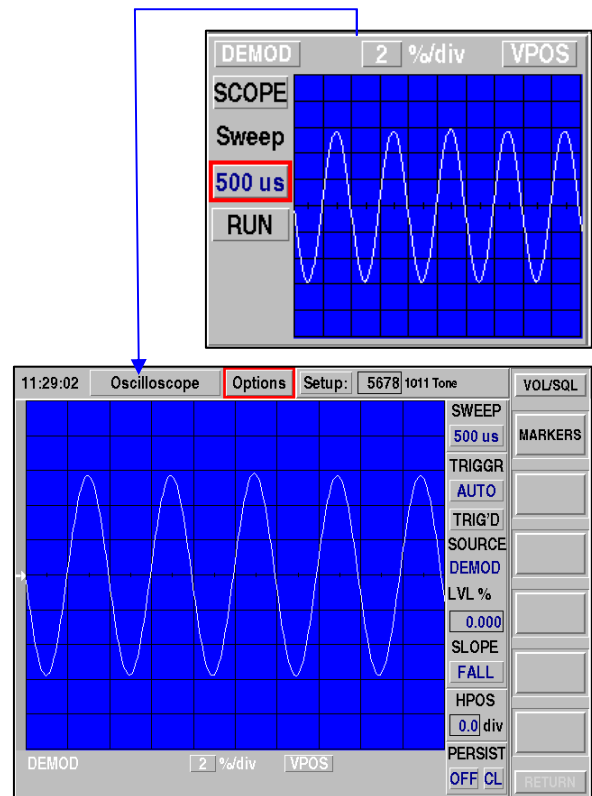 DEMOD 2 %/div VPOS
SCOPE
Sweep
500 us
RUN
11:29:02 Oscilloscope Options Setup: 5678 1011 Tone VOL/SQL
SWEEP
500 us
MARKERS
TRIGGR
AUTO
TRIG'D
SOURCE
DEMOD
LVL %
0.000
SLOPE
FALL
HPOS
0.0 div
PERSIST
OFF CL
DEMOD 2 %/div VPOS
RETURN